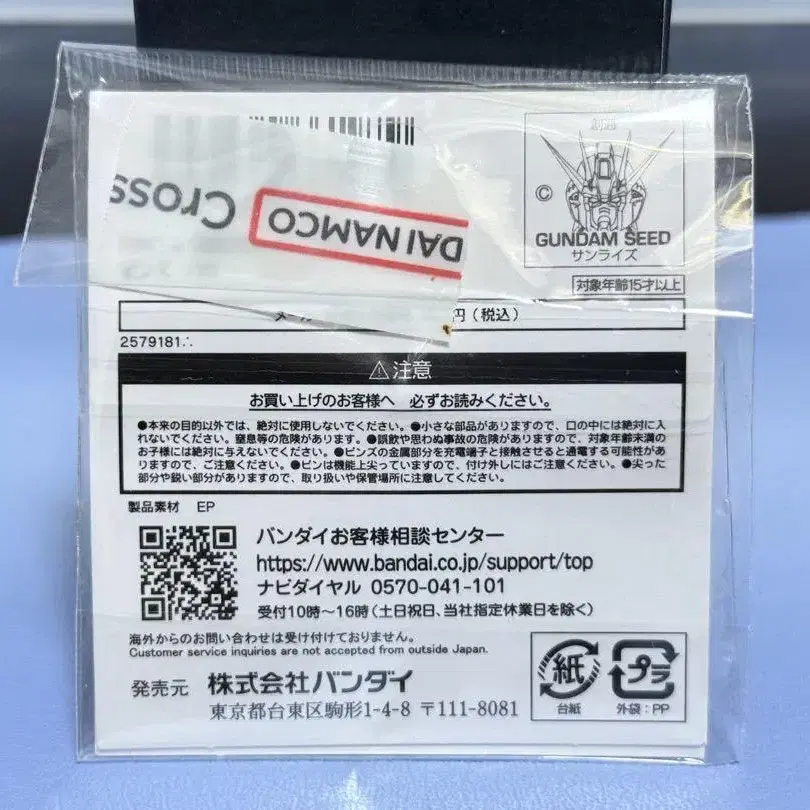 創通
©
GUNDAM SEED
サンライズ
対象年齢15才以上
DAI NAMCO Cross
円（税込）
2579181
⚠注意
お買い上げのお客様へ 必ずお読みください。
●本来の目的以外では、絶対に使用しないでください。●小さな部品がありますので、口の中には絶対に入
れないでください。窒息等の危険があります。●誤飲や思わぬ事故の危険がありますので、対象年齢未満の
お子様には絶対に与えないでください。●ピンズの金属部分を充電端子と接触させると通電する可能性があ
りますので、ご注意ください。●ピンは機能上尖っていますので、付け外しにはご注意ください。●尖った
部分や鋭い部分がありますので、取り扱いや保管場所に注意してください。
製品素材 EP
バンダイお客様相談センター
https://www.bandai.co.jp/support/top
ナビダイヤル 0570-041-101
受付10時～16時（土日祝日、当社指定休業日を除く）
海外からのお問い合わせは受け付けておりません。
Customer service inquiries are not accepted from outside Japan.
発売元 株式会社バンダイ
東京都台東区駒形1-4-8 〒111-8081
紙
台紙
プラ
外袋：PP